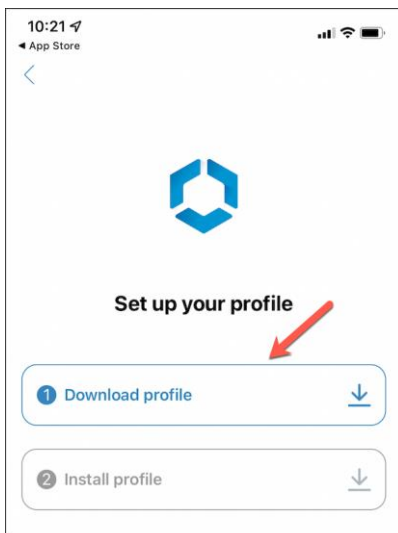 10:21
App Store
Set up your profile
1 Download profile
2 Install profile